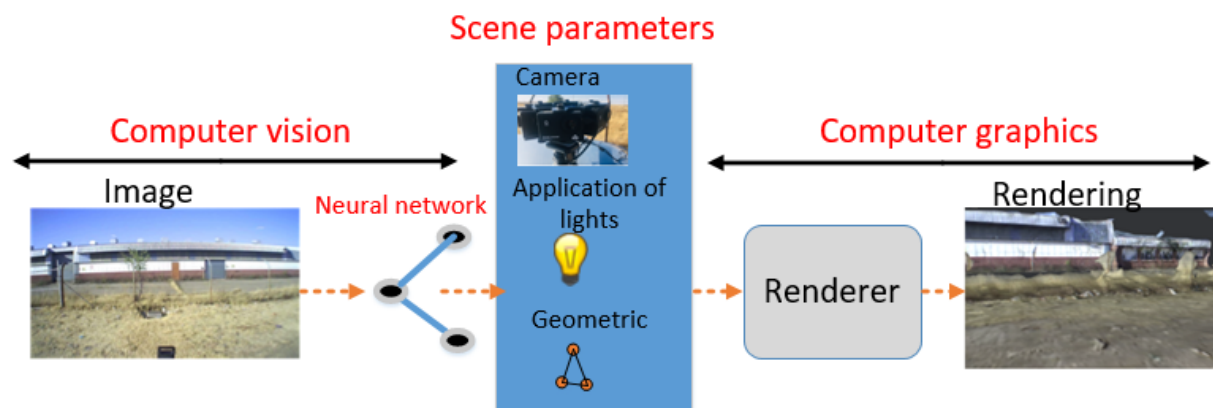 Scene parameters
Computer vision
Computer graphics
Camera
Image
Neural network
Application of
lights
Geometric
Renderer
Rendering